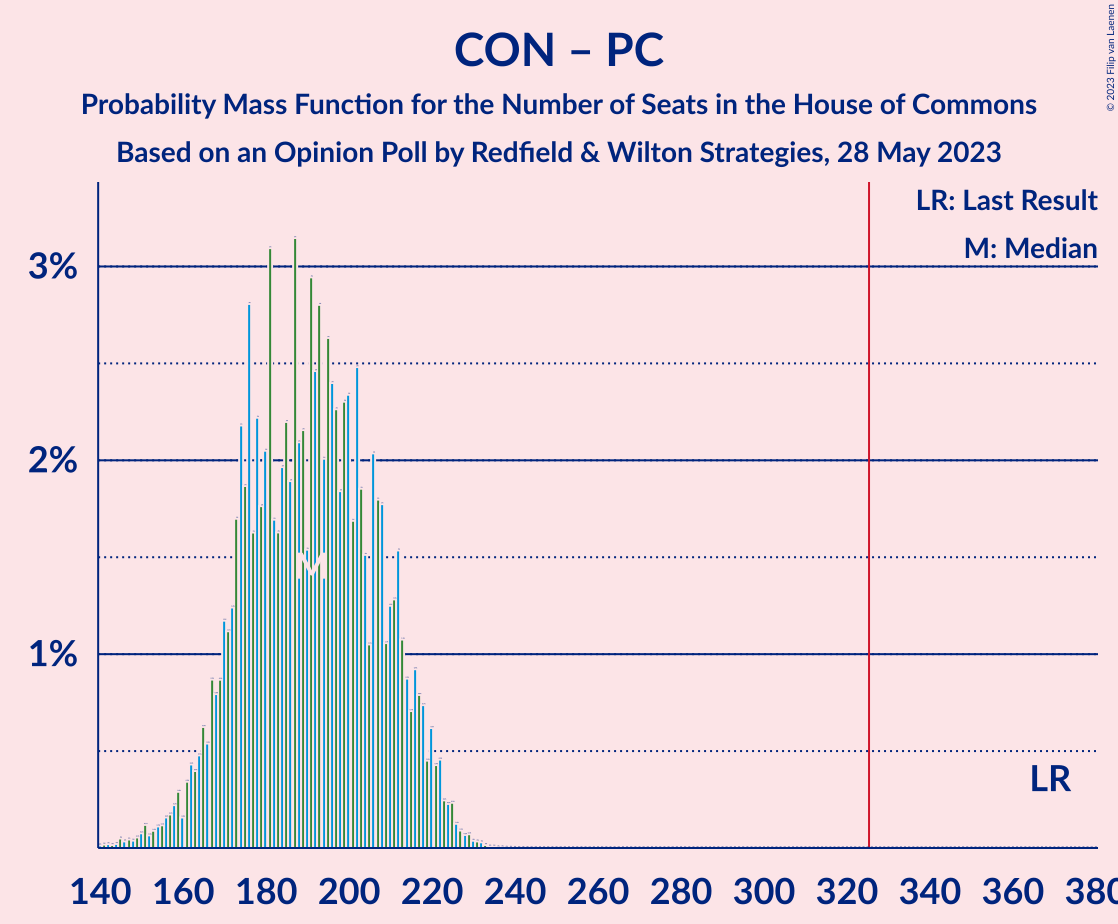 CON – PC
Probability Mass Function for the Number of Seats in the House of Commons
Based on an Opinion Poll by Redfield & Wilton Strategies, 28 May 2023
© 2023 Filip van Laenen
LR: Last Result
M: Median
3%
2%
1%
M
LR
140 160 180 200 220 240 260 280 300 320 340 360 380